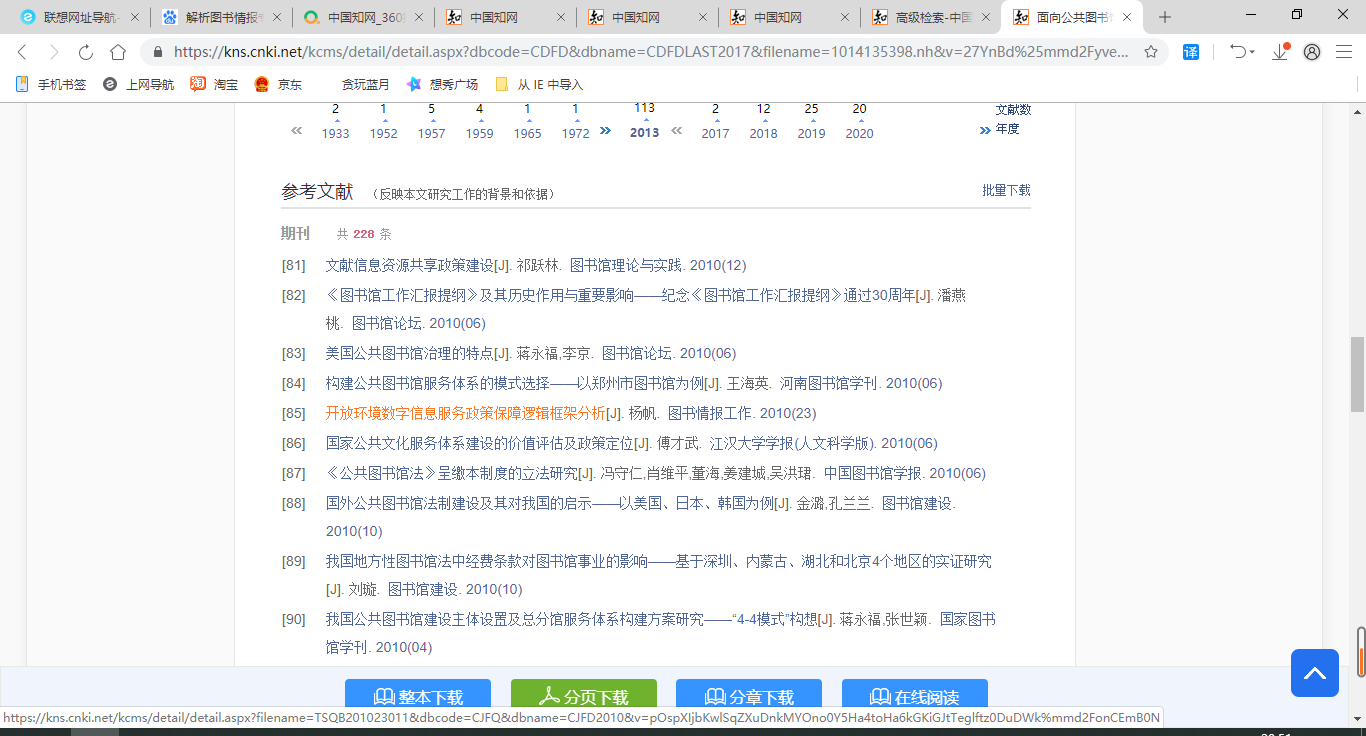 联想网址导航-
解析图书情报专
中国知网_360
中国知网
中国知网
中国知网
高级检索-中国
面向公共图书馆
https://kns.cnki.net/kcms/detail/detail.aspx?dbcode=CDFD&dbname=CDFDLAST2017&filename=1014135398.nh&v=27YnBd%25mmd2Fyve...
译
手机书签 上网导航 淘 淘宝 京东 贪玩蓝月 想秀广场 从 IE 中导入
2 1 5 4 1 1 113 2 12 25 20 文献数
1933 1952 1957 1959 1965 1972 2013 2017 2018 2019 2020 年度
参考文献 （反映本文研究工作的背景和依据） 批量下载
期刊 共 228 条
[81] 文献信息资源共享政策建设[J]. 祁跃林. 图书馆理论与实践. 2010(12)
[82] 《图书馆工作汇报提纲》及其历史作用与重要影响——纪念《图书馆工作汇报提纲》通过30周年[J]. 潘燕
桃. 图书馆论坛. 2010(06)
[83] 美国公共图书馆治理的特点[J]. 蒋永福,李京. 图书馆论坛. 2010(06)
[84] 构建公共图书馆服务体系的模式选择——以郑州市图书馆为例[J]. 王海英. 河南图书馆学刊. 2010(06)
[85] 开放环境数字信息服务政策保障逻辑框架分析[J]. 杨帆. 图书情报工作. 2010(23)
[86] 国家公共文化服务体系建设的价值评估及政策定位[J]. 傅才武. 江汉大学学报(人文科学版). 2010(06)
[87] 《公共图书馆法》呈缴本制度的立法研究[J]. 冯守仁,肖维平,董海,姜建城,吴洪珺. 中国图书馆学报. 2010(06)
[88] 国外公共图书馆法制建设及其对我国的启示——以美国、日本、韩国为例[J]. 金潞,孔兰兰. 图书馆建设.
2010(10)
[89] 我国地方性图书馆法中经费条款对图书馆事业的影响——基于深圳、内蒙古、湖北和北京4个地区的实证研究
[J]. 刘璇. 图书馆建设. 2010(10)
[90] 我国公共图书馆建设主体设置及总分馆服务体系构建方案研究——“4-4模式”构想[J]. 蒋永福,张世颖. 国家图书
馆学刊. 2010(04)
整本下载 分页下载 分章下载 在线阅读
https://kns.cnki.net/kcms/detail/detail.aspx?filename=TSQB201023011&dbcode=CJFQ&dbname=CJFD2010&v=pOspXIjbKwlSqZXuDnkMYOno0Y5Ha4toHa6kGKiGJtTeglftz0DuDWk%mmd2FonCEmB0N